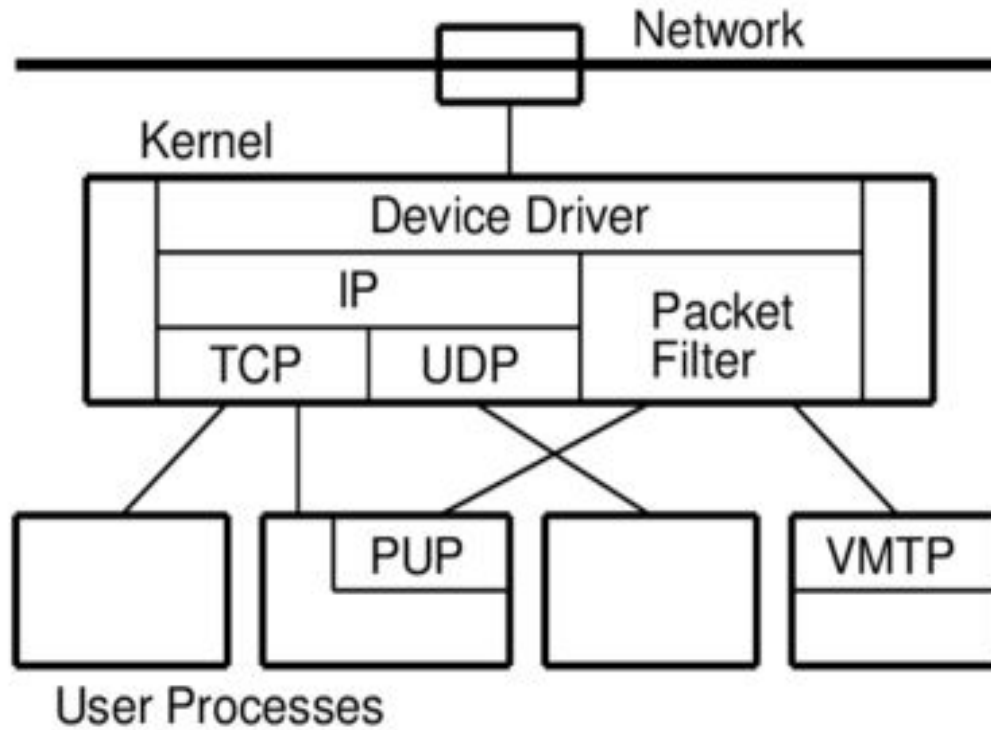 Network
Kernel
Device Driver
IP
Packet
Filter
TCP
UDP
PUP
VMTP
User Processes